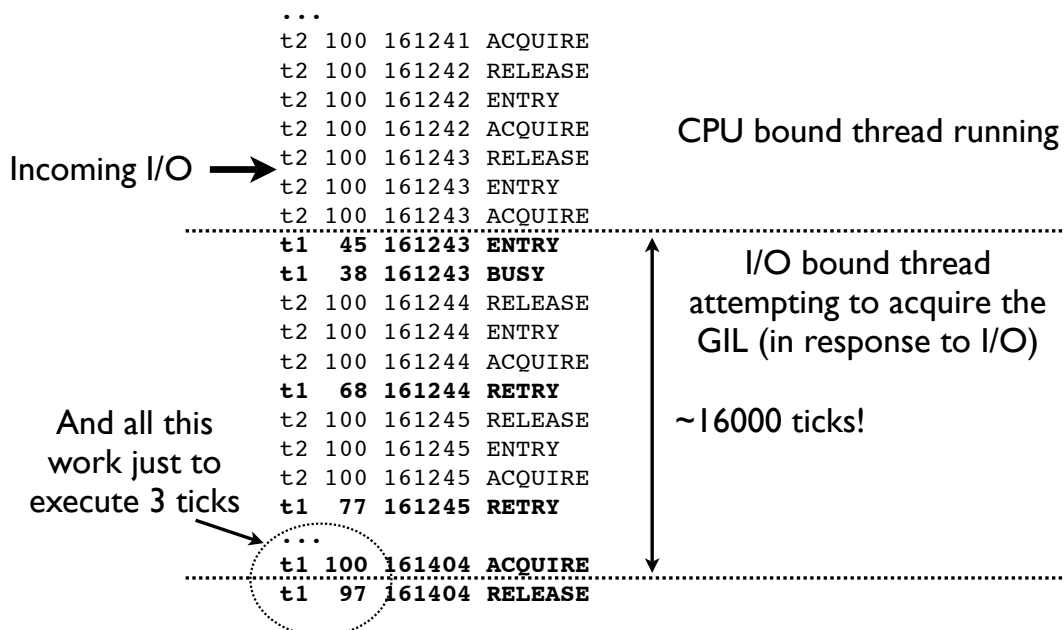 ...
t2 100 161241 ACQUIRE
t2 100 161242 RELEASE
t2 100 161242 ENTRY
t2 100 161242 ACQUIRE
t2 100 161243 RELEASE
t2 100 161243 ENTRY
t2 100 161243 ACQUIRE
CPU bound thread running
Incoming I/O
t1 45 161243 ENTRY
t1 38 161243 BUSY
t2 100 161244 RELEASE
t2 100 161244 ENTRY
t2 100 161244 ACQUIRE
t1 68 161244 RETRY
t2 100 161245 RELEASE
t2 100 161245 ENTRY
t2 100 161245 ACQUIRE
t1 77 161245 RETRY
...
t1 100 161404 ACQUIRE
t1 97 161404 RELEASE
I/O bound thread
attempting to acquire the
GIL (in response to I/O)
~16000 ticks!
And all this
work just to
execute 3 ticks